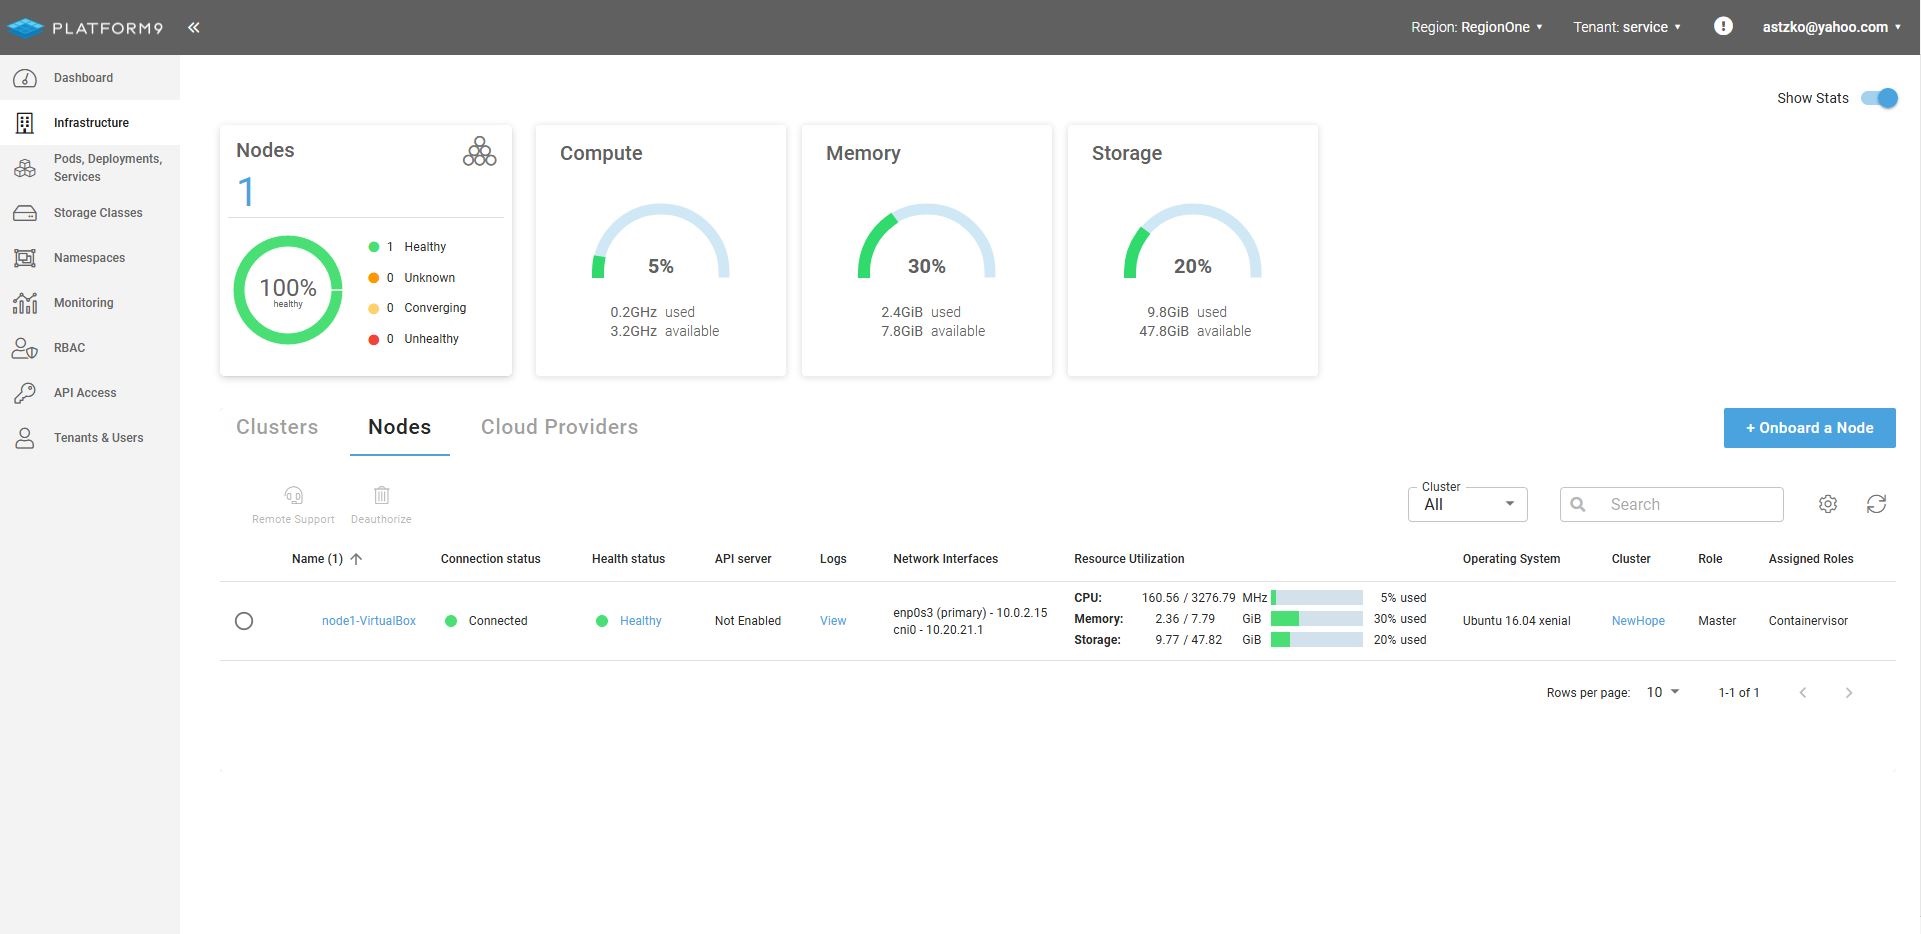 PLATFORM9 «
Region: RegionOne
Tenant: service
astzko@yahoo.com
Dashboard
Infrastructure
Pods, Deployments,
Services
Storage Classes
Namespaces
Monitoring
RBAC
API Access
Tenants & Users
Show Stats
Nodes
1
100%
healthy
1 Healthy
0 Unknown
0 Converging
0 Unhealthy
Compute
5%
0.2GHz used
3.2GHz available
Memory
30%
2.4GiB used
7.8GiB available
Storage
20%
9.8GiB used
47.8GiB available
Clusters Nodes Cloud Providers
+ Onboard a Node
Remote Support Deauthorize
Cluster
All
Search
Name (1) Connection status Health status API server Logs Network Interfaces Resource Utilization Operating System Cluster Role Assigned Roles
node1-VirtualBox Connected Healthy Not Enabled View
enp0s3 (primary) - 10.0.2.15
cni0 - 10.20.21.1
CPU: 160.56 / 3276.79 MHz 5% used
Memory: 2.36 / 7.79 GiB 30% used
Storage: 9.77 / 47.82 GiB 20% used
Ubuntu 16.04 xenial NewHope Master Containervisor
Rows per page: 10 1-1 of 1